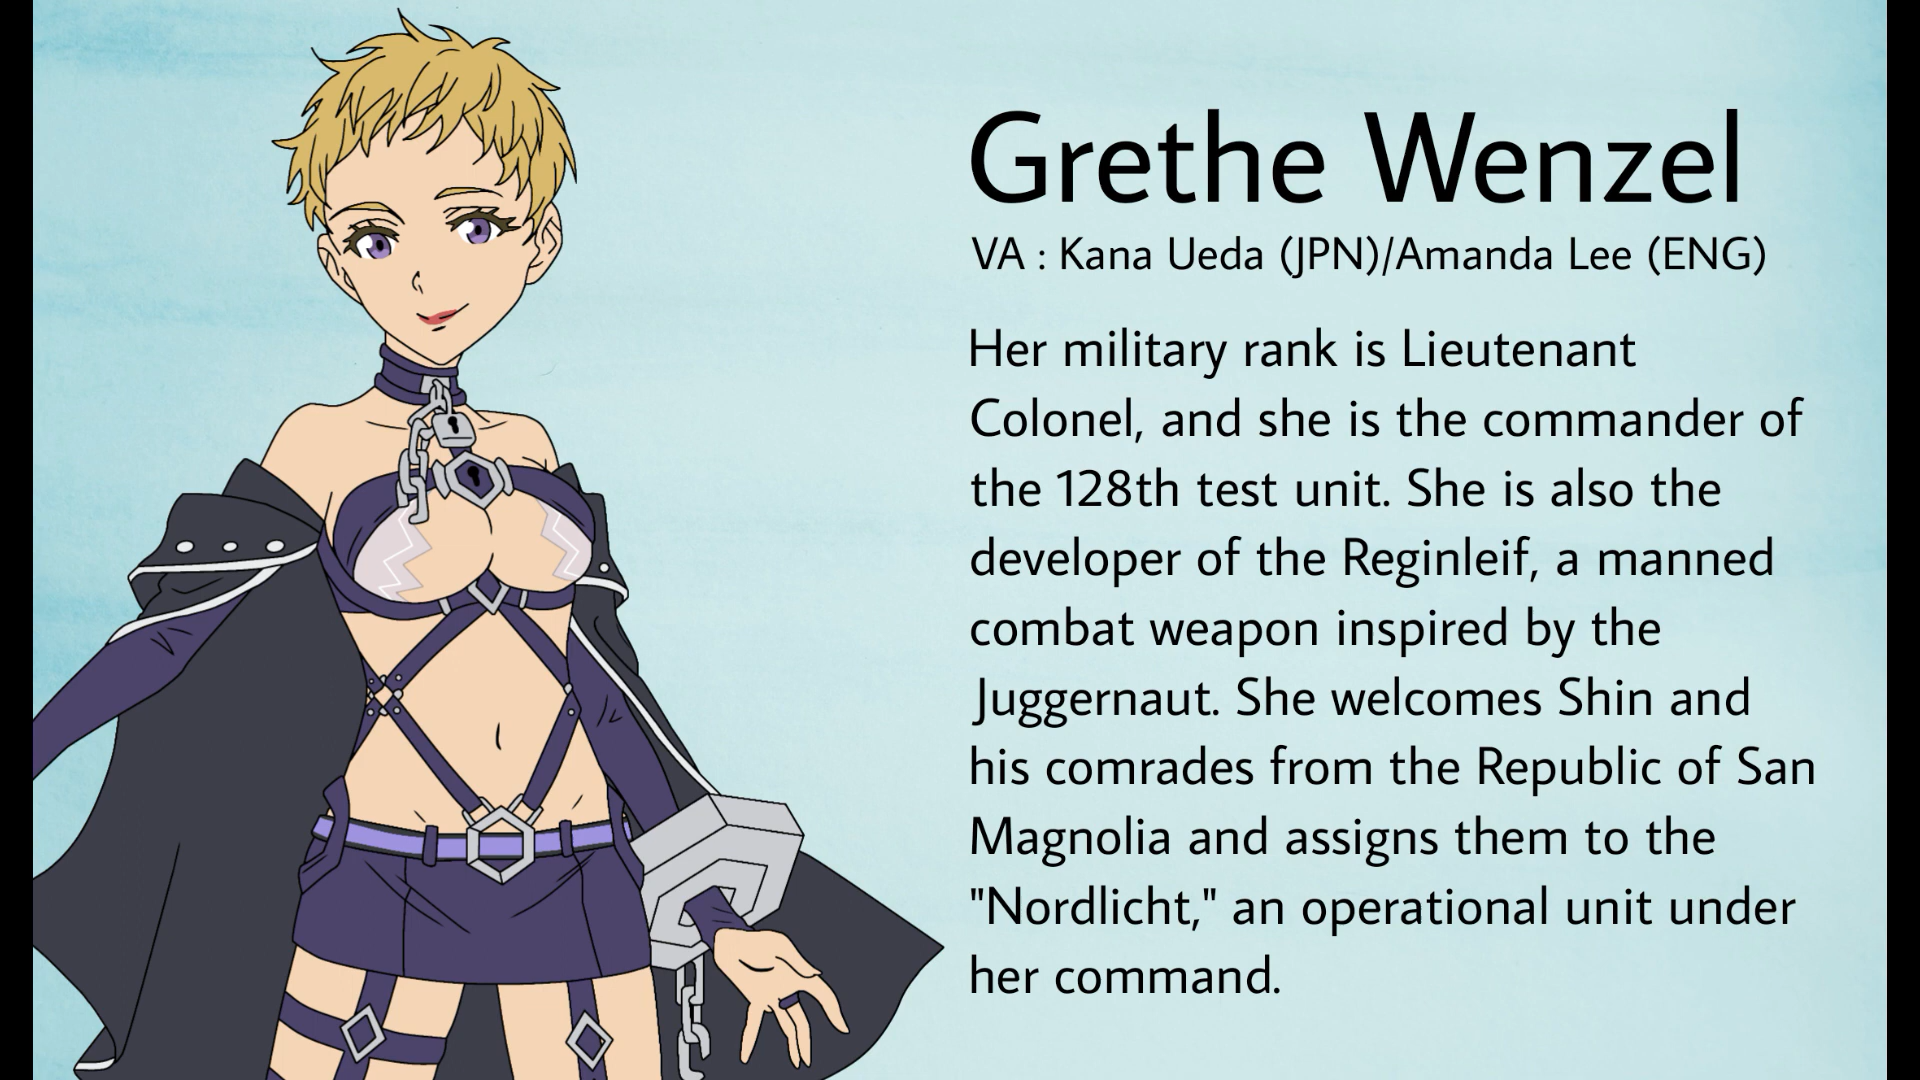 Grethe Wenzel
VA : Kana Ueda (JPN)/Amanda Lee (ENG)
Her military rank is Lieutenant
Colonel, and she is the commander of
the 128th test unit. She is also the
developer of the Reginleif, a manned
combat weapon inspired by the
Juggernaut. She welcomes Shin and
his comrades from the Republic of San
Magnolia and assigns them to the
"Nordlicht," an operational unit under
her command.